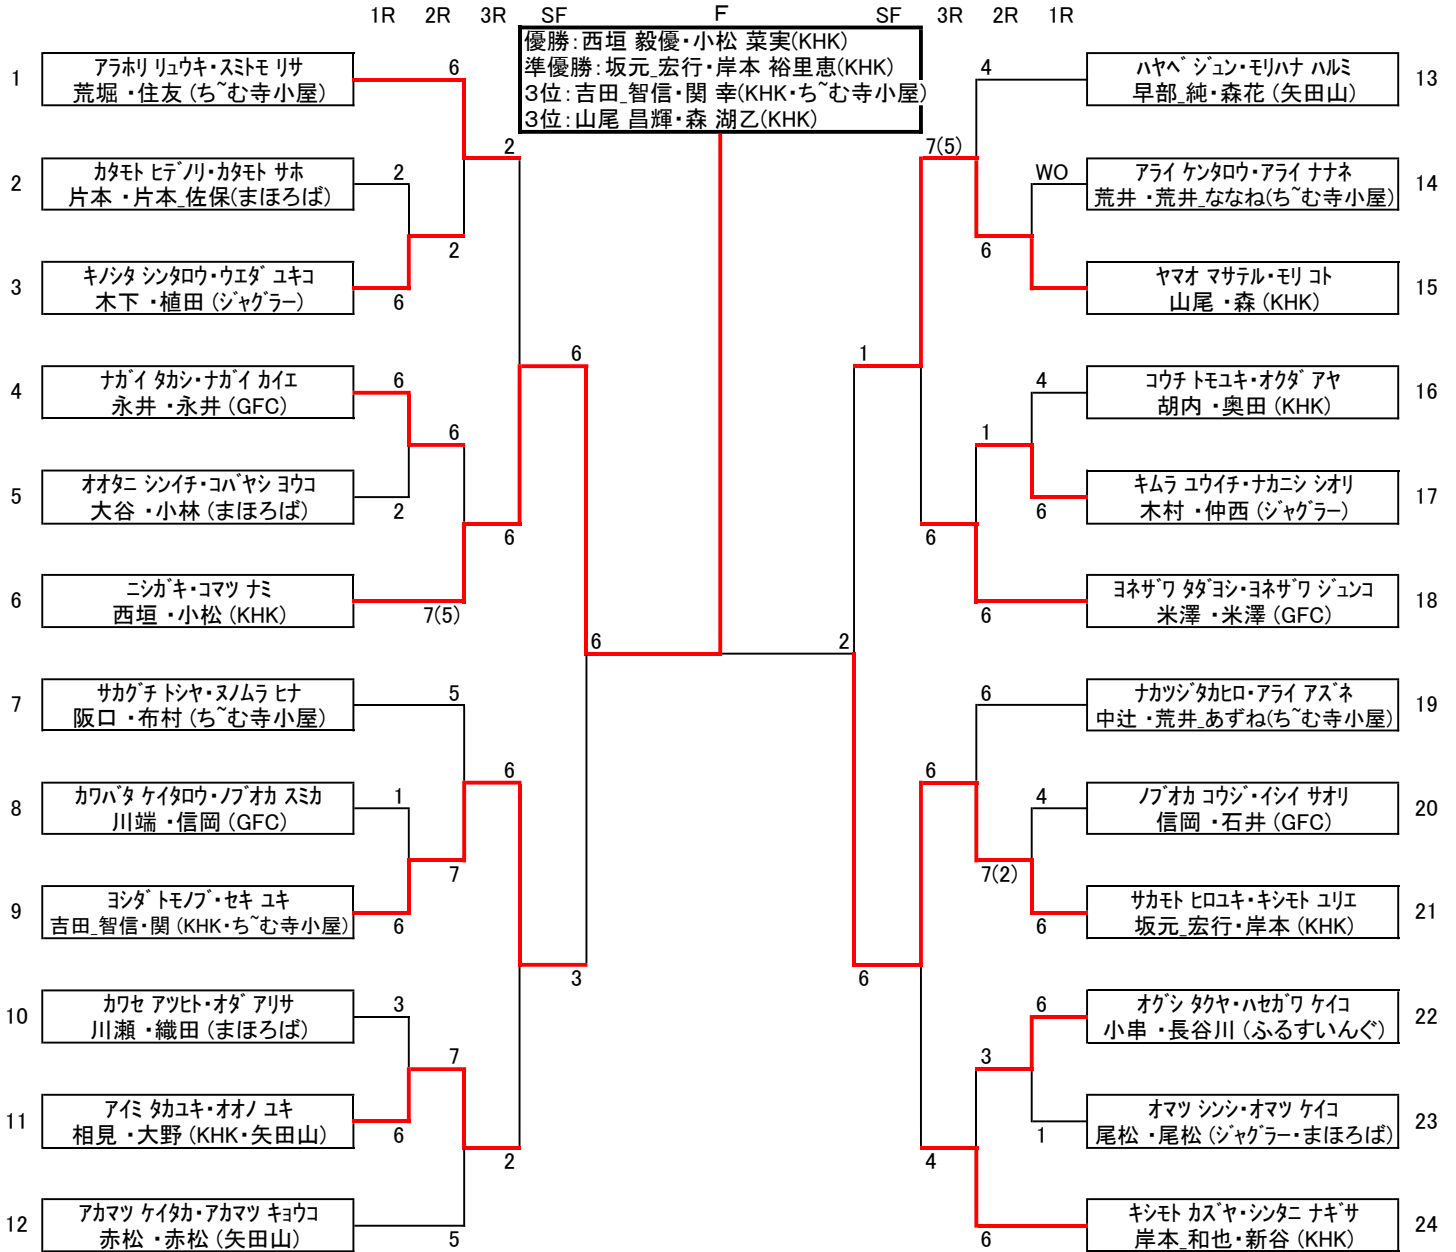 1R 2R 3R SF F SF 3R 2R 1R
優勝:西垣 毅優・小松 菜実(KHK)
準優勝:坂元_宏行・岸本 裕里恵(KHK)
3位:吉田_智信・関 幸(KHK・ち~む寺小屋)
3位:山尾 昌輝・森 湖乙(KHK)
1
アラホリ リュウキ・スミトモ リサ
荒堀・住友 (ち~む寺小屋)
6
2
2
カタモト ヒデノリ・カタモト サホ
片本 ・片本_佐保(まほろば)
2
2
3
キノシタ シンタロウ・ウエダ ユキコ
木下 ・植田 (ジャグラー)
6
6
4
ナガイ タカシ・ナガイ カイエ
永井 ・永井 (GFC)
6
6
5
オオタニ シンイチ・コバヤシ ヨウコ
大谷 ・小林 (まほろば)
2
6
6
ニシガキ・コマツ ナミ
西垣 ・小松 (KHK)
7(5)
6
7
サカグチ トシヤ・ヌノムラ ヒナ
阪口 ・布村 (ち~む寺小屋)
5
6
8
カワバタ ケイタロウ・ノブオカ スミカ
川端 ・信岡 (GFC)
1
7
9
ヨシダ トモノブ・セキ ユキ
吉田_智信・関 (KHK・ち~む寺小屋)
6
3
10
カワセ アツヒト・オダ アリサ
川瀬 ・織田 (まほろば)
3
7
11
アイミ タカユキ・オオノ ユキ
相見 ・大野 (KHK・矢田山)
6
2
12
アカマツ ケイタカ・アカマツ キョウコ
赤松 ・赤松 (矢田山)
5
4
ハヤベ ジュン・モリハナ ハルミ
早部_純・森花 (矢田山)
13
7(5)
WO
アライ ケンタロウ・アライ ナナネ
荒井 ・荒井_ななね(ち~む寺小屋)
14
6
ヤマオ マサテル・モリ コト
山尾 ・森 (KHK)
15
1
4
コウチ トモユキ・オクダ アヤ
胡内 ・奥田 (KHK)
16
1
キムラ ユウイチ・ナカニシ シオリ
木村 ・仲西 (ジャグラー)
17
6
6
ヨネザワ タダヨシ・ヨネザワ ジュンコ
米澤 ・米澤 (GFC)
18
6
2
6
ナカツジタカヒロ・アライ アズネ
中辻 ・荒井_あずね(ち~む寺小屋)
19
6
4
ノブオカ コウジ・イシイ サオリ
信岡 ・石井 (GFC)
20
7(2)
サカモト ヒロユキ・キシモト ユリエ
坂元_宏行・岸本 (KHK)
21
6
6
6
オグシ タクヤ・ハセガワ ケイコ
小串 ・長谷川 (ふるすいんぐ)
22
3
オマツ シンシ・オマツ ケイコ
尾松 ・尾松 (ジャグラー・まほろば)
23
1
4
キシモト カズヤ・シンタニ ナギサ
岸本_和也・新谷 (KHK)
24
6